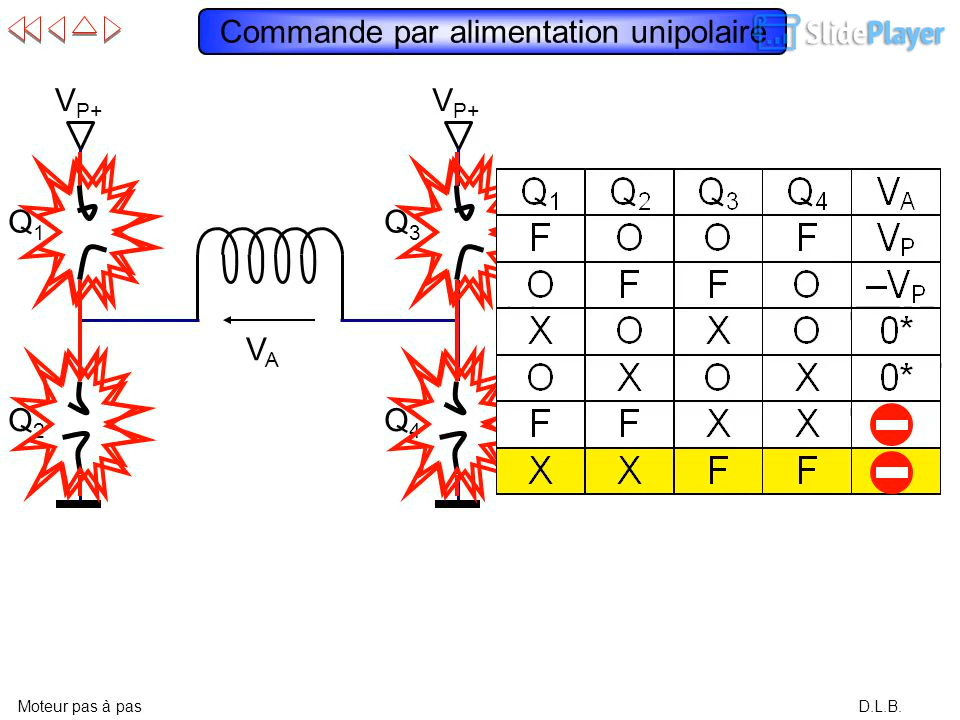 Commande par alimentation unipolaire
SlidePlayer
VP+ VP+
Q1 Q3
VA
Q2 Q4
Q1 Q2 Q3 Q4 VA
F O O F VP
O F F O –VP
X O X O 0*
O X O X 0*
F F X X
X X F F
Moteur pas à pas D.L.B.